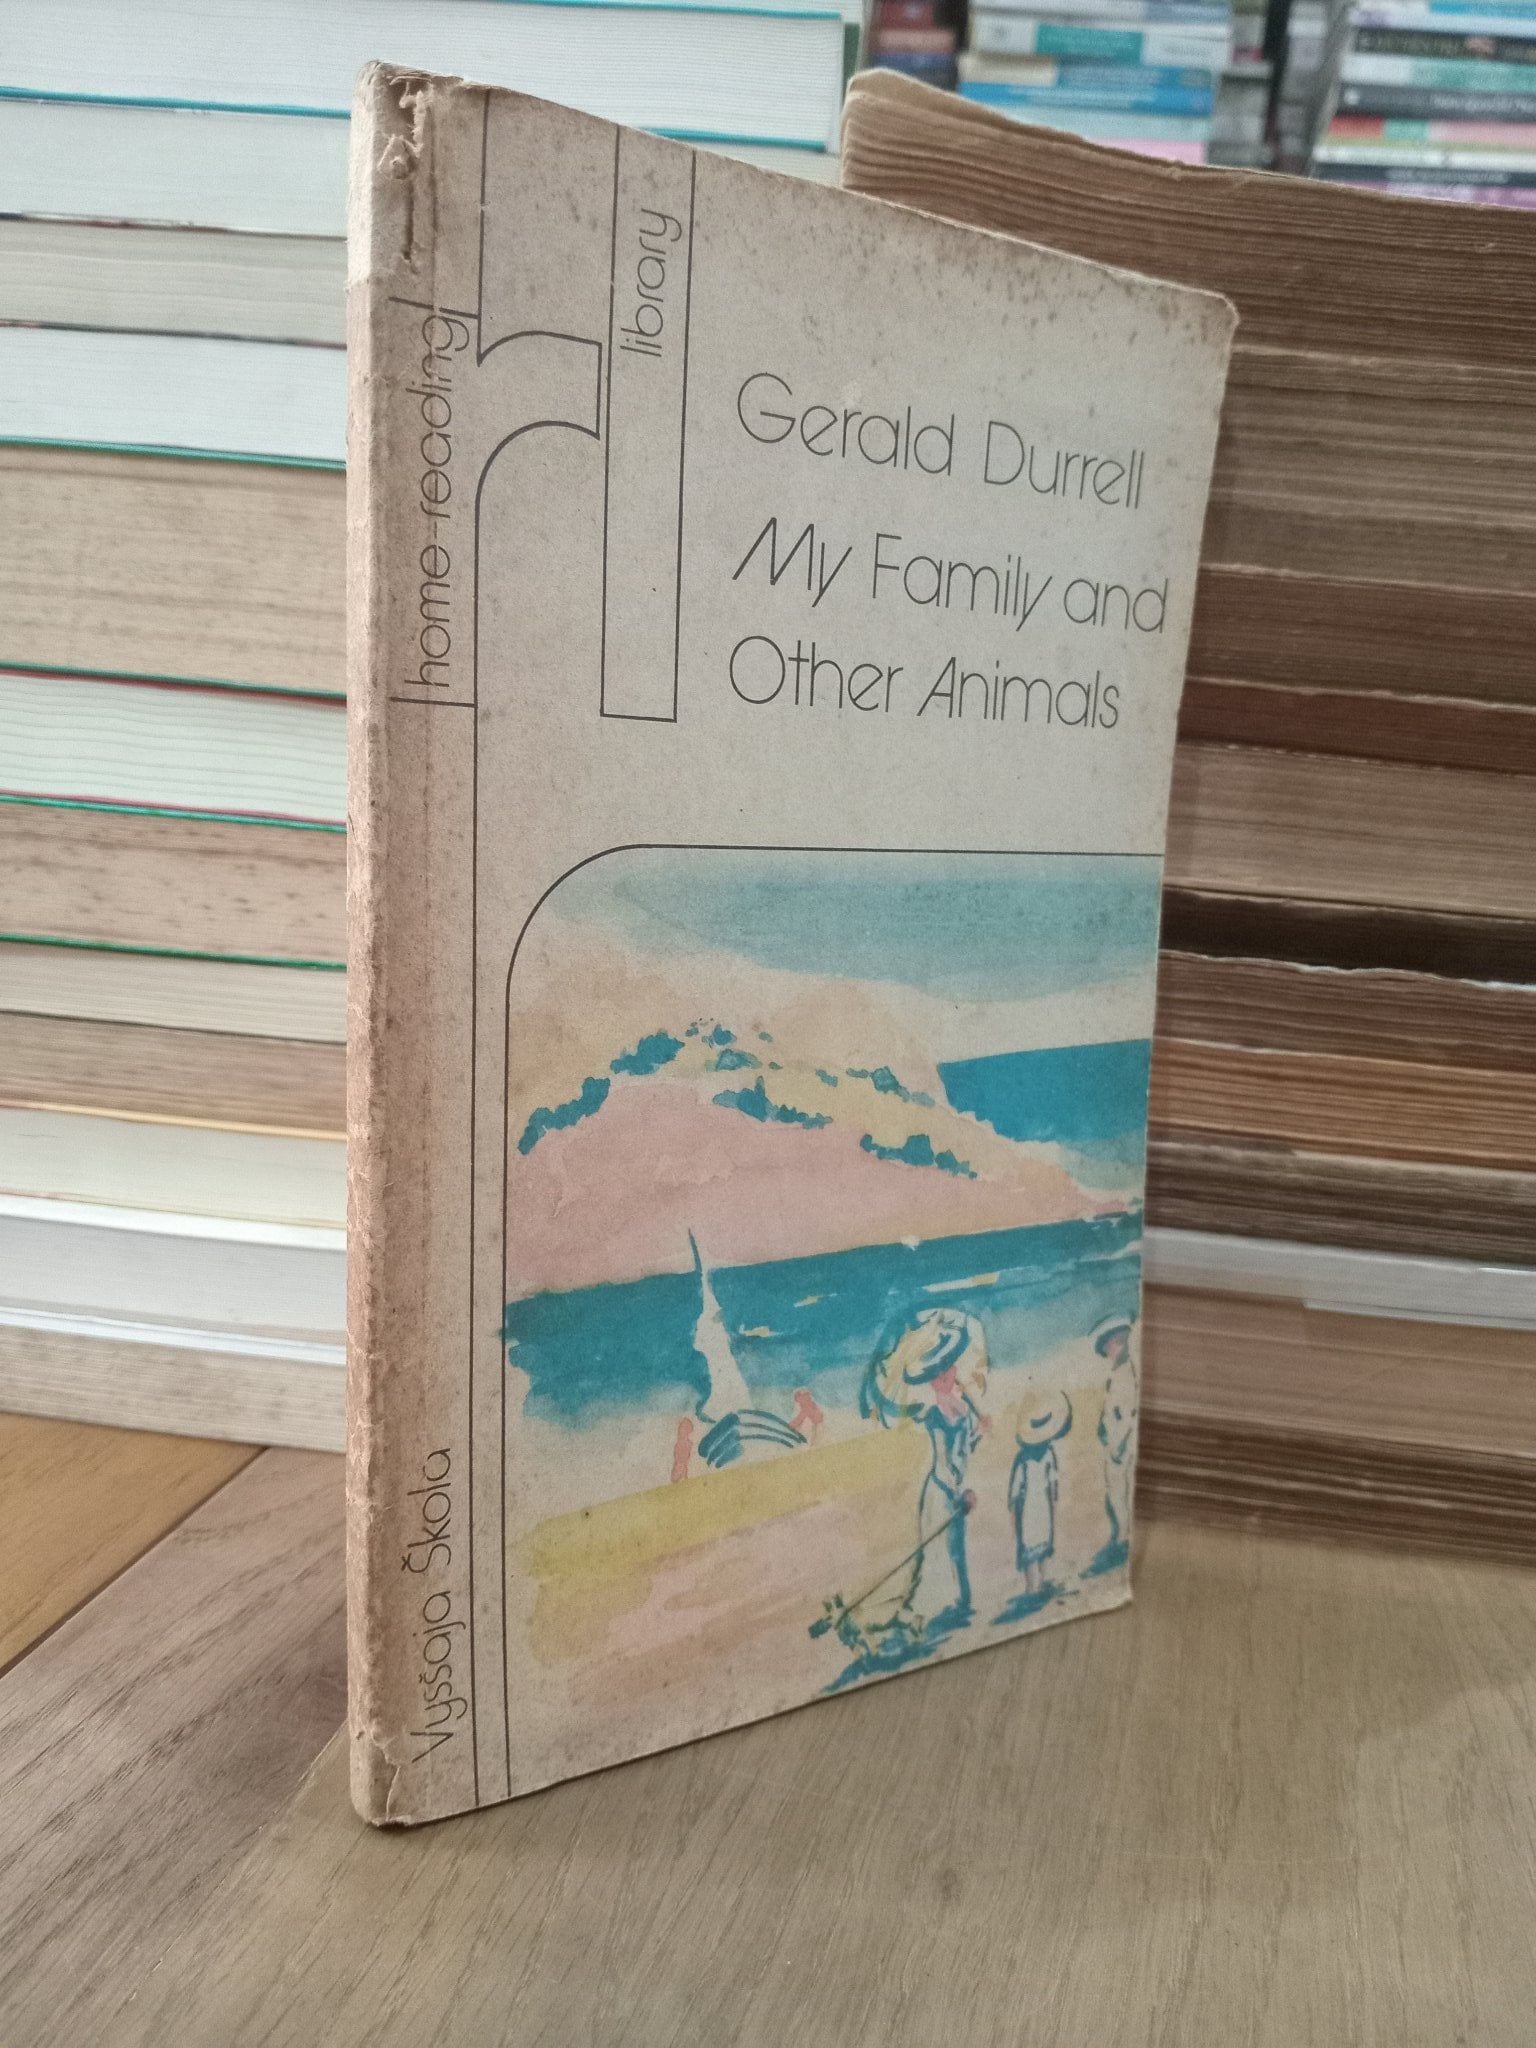 home-reading
library
Gerald Durrell
My Family and
Other Animals
Vysšaja Škola